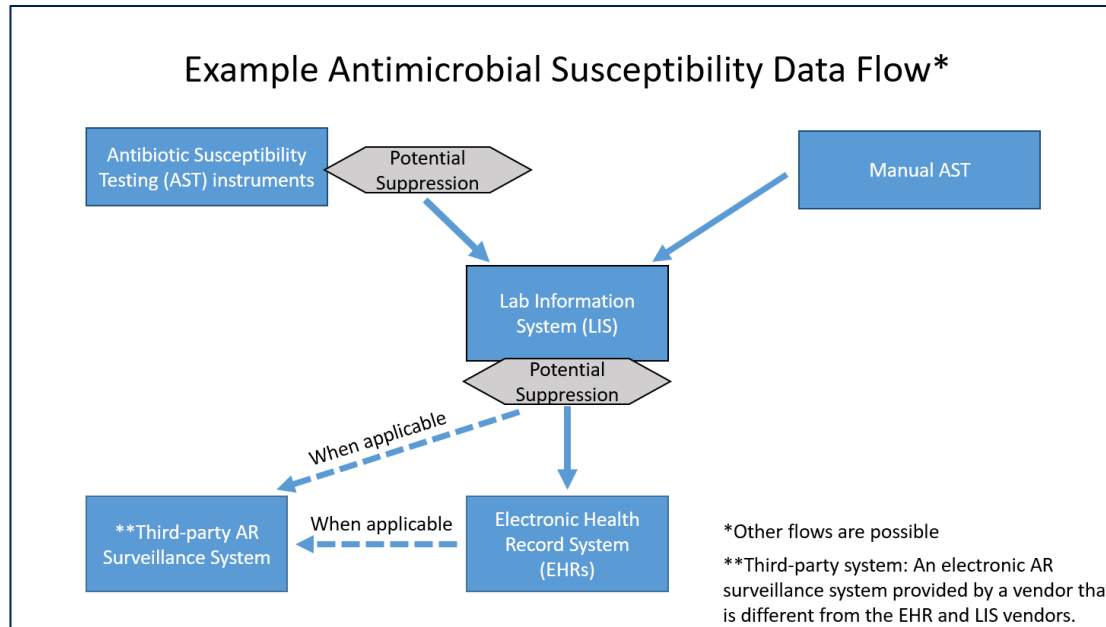 Example Antimicrobial Susceptibility Data Flow*
Antibiotic Susceptibility
Testing (AST) instruments
Potential
Suppression
Manual AST
Lab Information
System (LIS)
Potential
Suppression
When applicable
**Third-party AR
Surveillance System
When applicable
Electronic Health
Record System
(EHRs)
*Other flows are possible
**Third-party system: An electronic AR
surveillance system provided by a vendor tha
is different from the EHR and LIS vendors.